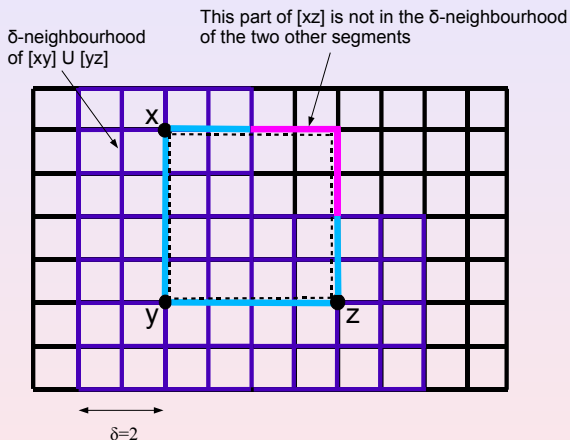 This part of [xz] is not in the δ-neighbourhood
of the two other segments
δ-neighbourhood
of [xy] U [yz]
x
y
z
δ=2